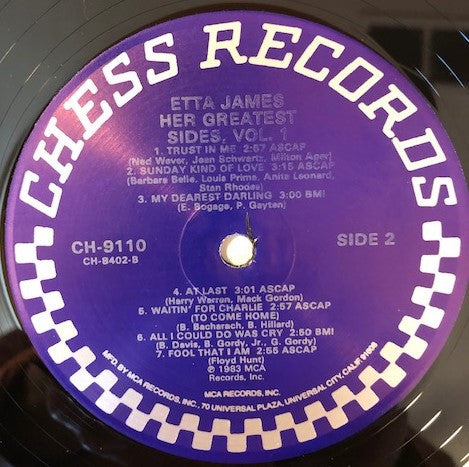 CHESS RECORDS
ETTA JAMES
HER GREATEST
SIDES, VOL. 1
1. TRUST IN ME 2:57 ASCAP
(Ned Wever, Jean Schwartz, Milton Ager)
2. SUNDAY KIND OF LOVE 3:15 ASCAP
(Barbara Belle, Louis Prima, Anita Leonard,
Stan Rhodes)
3. MY DEAREST DARLING 3:00 BMI
(E. Bogage, P. Gayten)
CH-9110
CH-8402-B
SIDE 2
4. AT LAST 3:01 ASCAP
(Harry Warren, Mack Gordon)
5. WAITIN' FOR CHARLIE 2:57 ASCAP
(TO COME HOME)
(B. Bacharach, B. Hillard)
6. ALL I COULD DO WAS CRY 2:50 BMI
(B. Davis, B. Gordy, Jr., G. Gordy)
7. FOOL THAT I AM 2:55 ASCAP
(Floyd Hunt)
℗ © 1983 MCA
Records, Inc.
MCA RECORDS, INC.
MFD. BY MCA RECORDS, INC., 70 UNIVERSAL PLAZA, UNIVERSAL CITY, CALIF. 91608